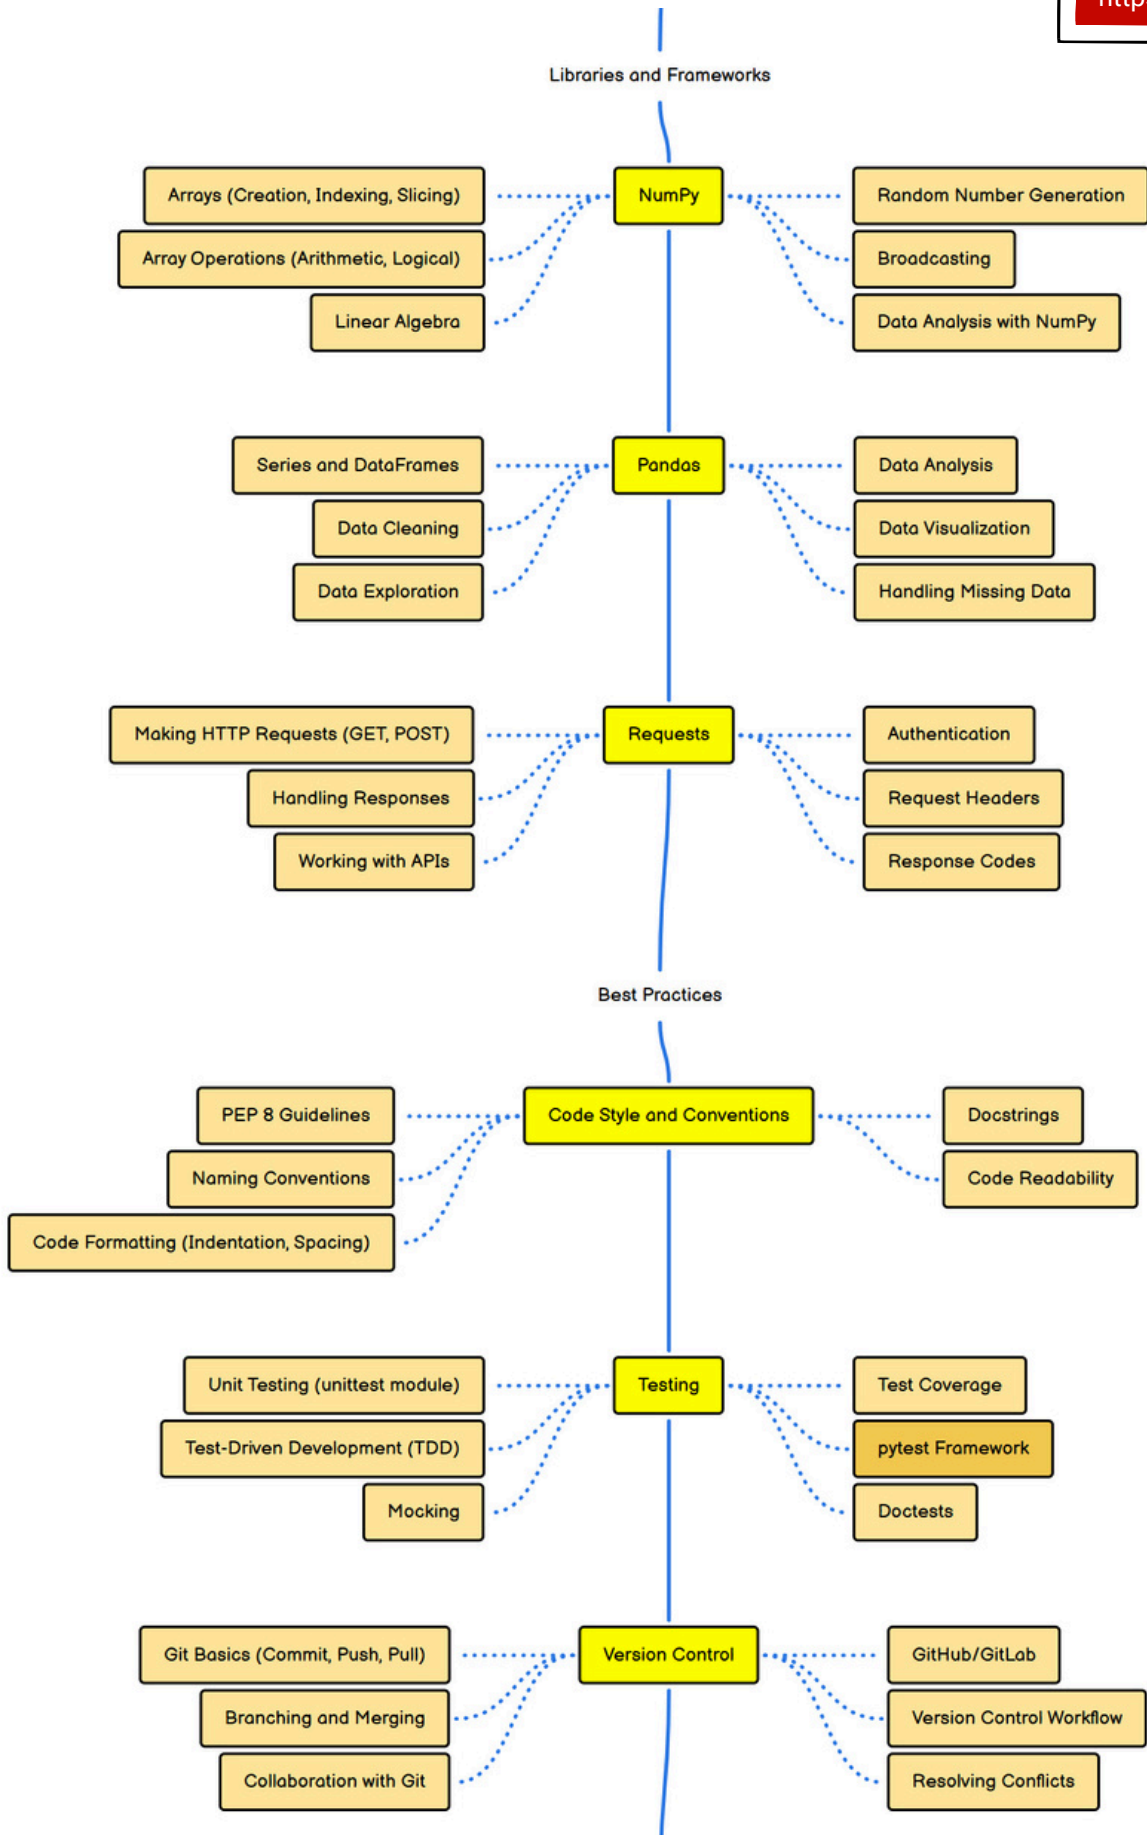 http
Libraries and Frameworks
Arrays (Creation, Indexing, Slicing)
NumPy
Random Number Generation
Array Operations (Arithmetic, Logical)
Broadcasting
Linear Algebra
Data Analysis with NumPy
Series and DataFrames
Pandas
Data Analysis
Data Cleaning
Data Visualization
Data Exploration
Handling Missing Data
Making HTTP Requests (GET, POST)
Requests
Authentication
Handling Responses
Request Headers
Working with APIs
Response Codes
Best Practices
PEP 8 Guidelines
Code Style and Conventions
Docstrings
Naming Conventions
Code Readability
Code Formatting (Indentation, Spacing)
Unit Testing (unittest module)
Testing
Test Coverage
Test-Driven Development (TDD)
pytest Framework
Mocking
Doctests
Git Basics (Commit, Push, Pull)
Version Control
GitHub/GitLab
Branching and Merging
Version Control Workflow
Collaboration with Git
Resolving Conflicts